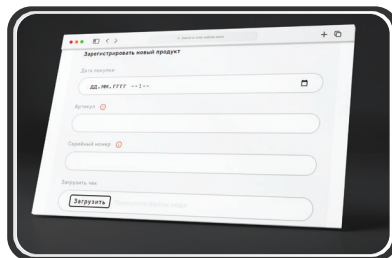 Зарегистрировать новый продукт
Дата покупки
ДД.ММ.ГГГГ --:--
Артикул
Серийный номер
Загрузить чек
Загрузить